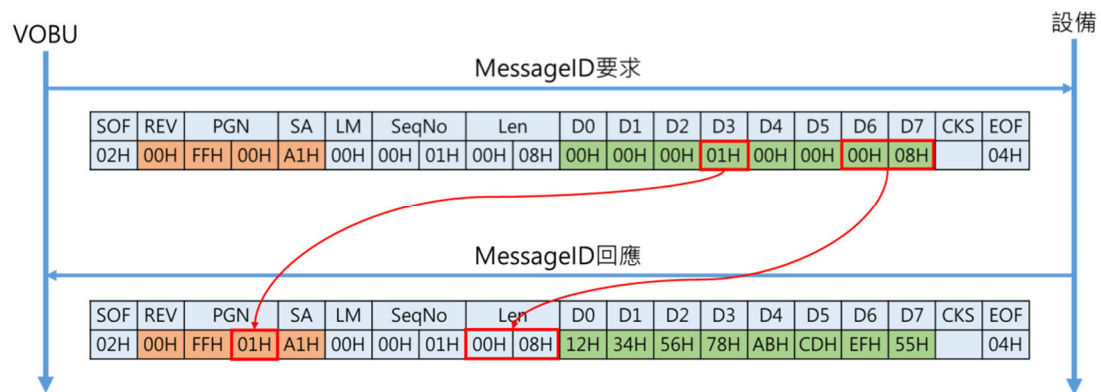 VOBU
設備
MessageID要求
SOF REV PGN SA LM SeqNo Len D0 D1 D2 D3 D4 D5 D6 D7 CKS EOF
02H 00H FFH 00H A1H 00H 00H 01H 00H 08H 00H 00H 00H 01H 00H 00H 00H 08H 04H
MessageID回應
SOF REV PGN SA LM SeqNo Len D0 D1 D2 D3 D4 D5 D6 D7 CKS EOF
02H 00H FFH 01H A1H 00H 00H 01H 00H 08H 12H 34H 56H 78H ABH CDH EFH 55H 04H